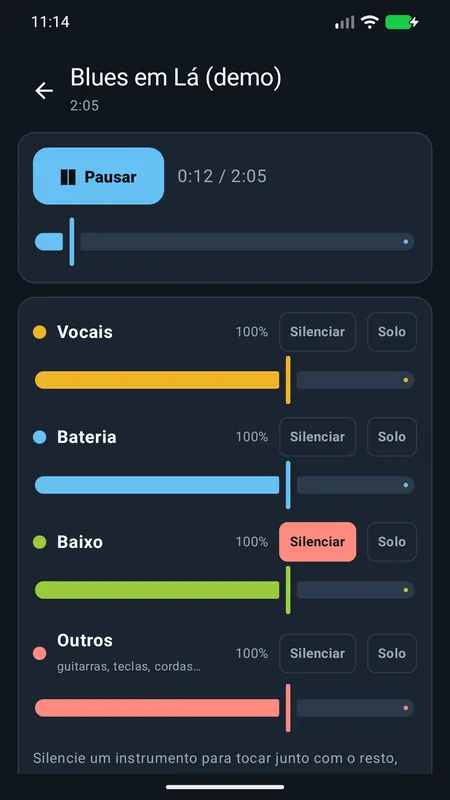 11:14
Blues em Lá (demo)
2:05
Pausar 0:12 / 2:05
Vocais 100% Silenciar Solo
Bateria 100% Silenciar Solo
Baixo 100% Silenciar Solo
Outros
guitarras, teclas, cordas… 100% Silenciar Solo
Silencie um instrumento para tocar junto com o resto,